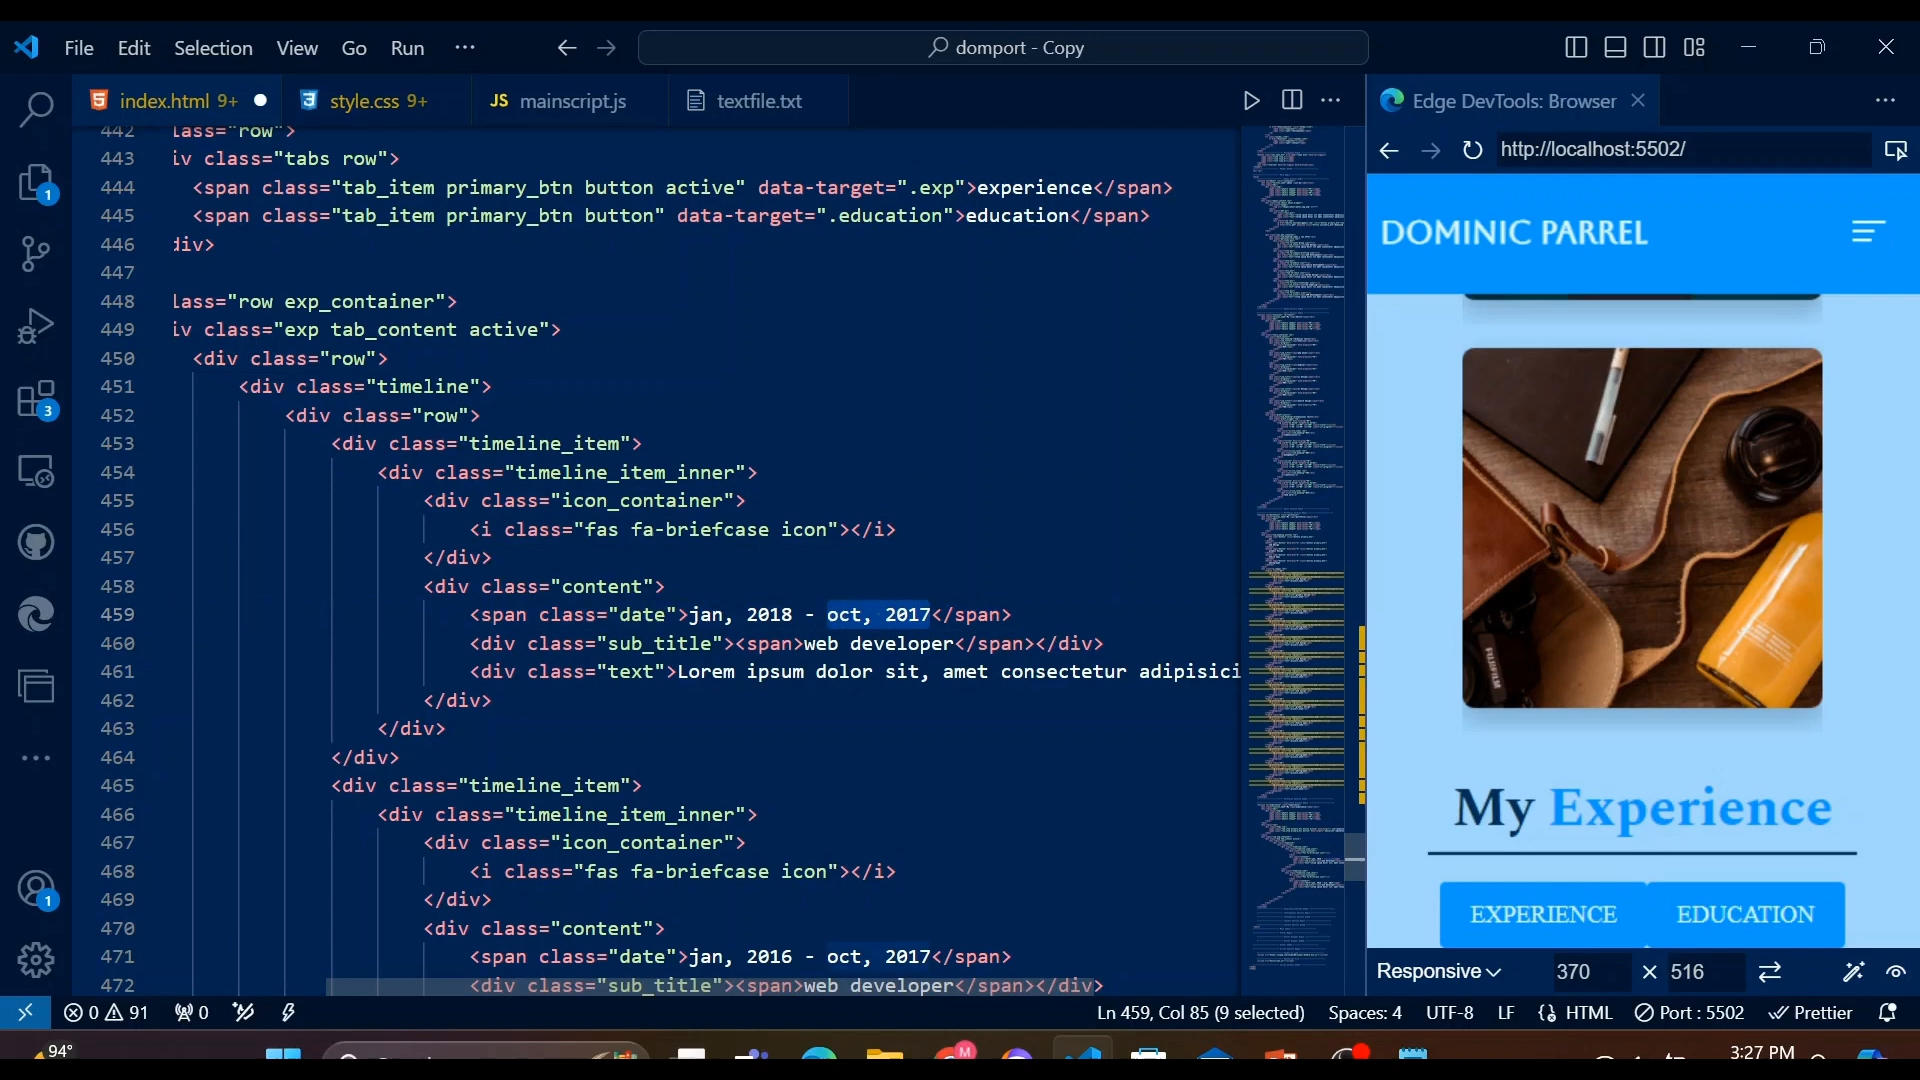 File Edit Selection View Go Run ··· domport - Copy
index.html 9+ style.css 9+ JS mainscript.js textfile.txt
Edge DevTools: Browser
http://localhost:5502/
442 lass="row">
443 iv class="tabs row">
444 <span class="tab_item primary_btn button active" data-target=".exp">experience</span>
445 <span class="tab_item primary_btn button" data-target=".education">education</span>
446 div>
447
448 lass="row exp_container">
449 iv class="exp tab_content active">
450 <div class="row">
451 <div class="timeline">
452 <div class="row">
453 <div class="timeline_item">
454 <div class="timeline_item_inner">
455 <div class="icon_container">
456 <i class="fas fa-briefcase icon"></i>
457 </div>
458 <div class="content">
459 <span class="date">jan, 2018 - oct, 2017</span>
460 <div class="sub_title"><span>web developer</span></div>
461 <div class="text">Lorem ipsum dolor sit, amet consectetur adipisici
462 </div>
463 </div>
464 </div>
465 <div class="timeline_item">
466 <div class="timeline_item_inner">
467 <div class="icon_container">
468 <i class="fas fa-briefcase icon"></i>
469 </div>
470 <div class="content">
471 <span class="date">jan, 2016 - oct, 2017</span>
472 <div class="sub_title"><span>web developer</span></div>
1
3
1
DOMINIC PARREL
FUJIFILM
My Experience
EXPERIENCE EDUCATION
Responsive 370 × 516
0 91 0 Ln 459, Col 85 (9 selected) Spaces: 4 UTF-8 LF HTML Port : 5502 Prettier
94° M 3:27 PM